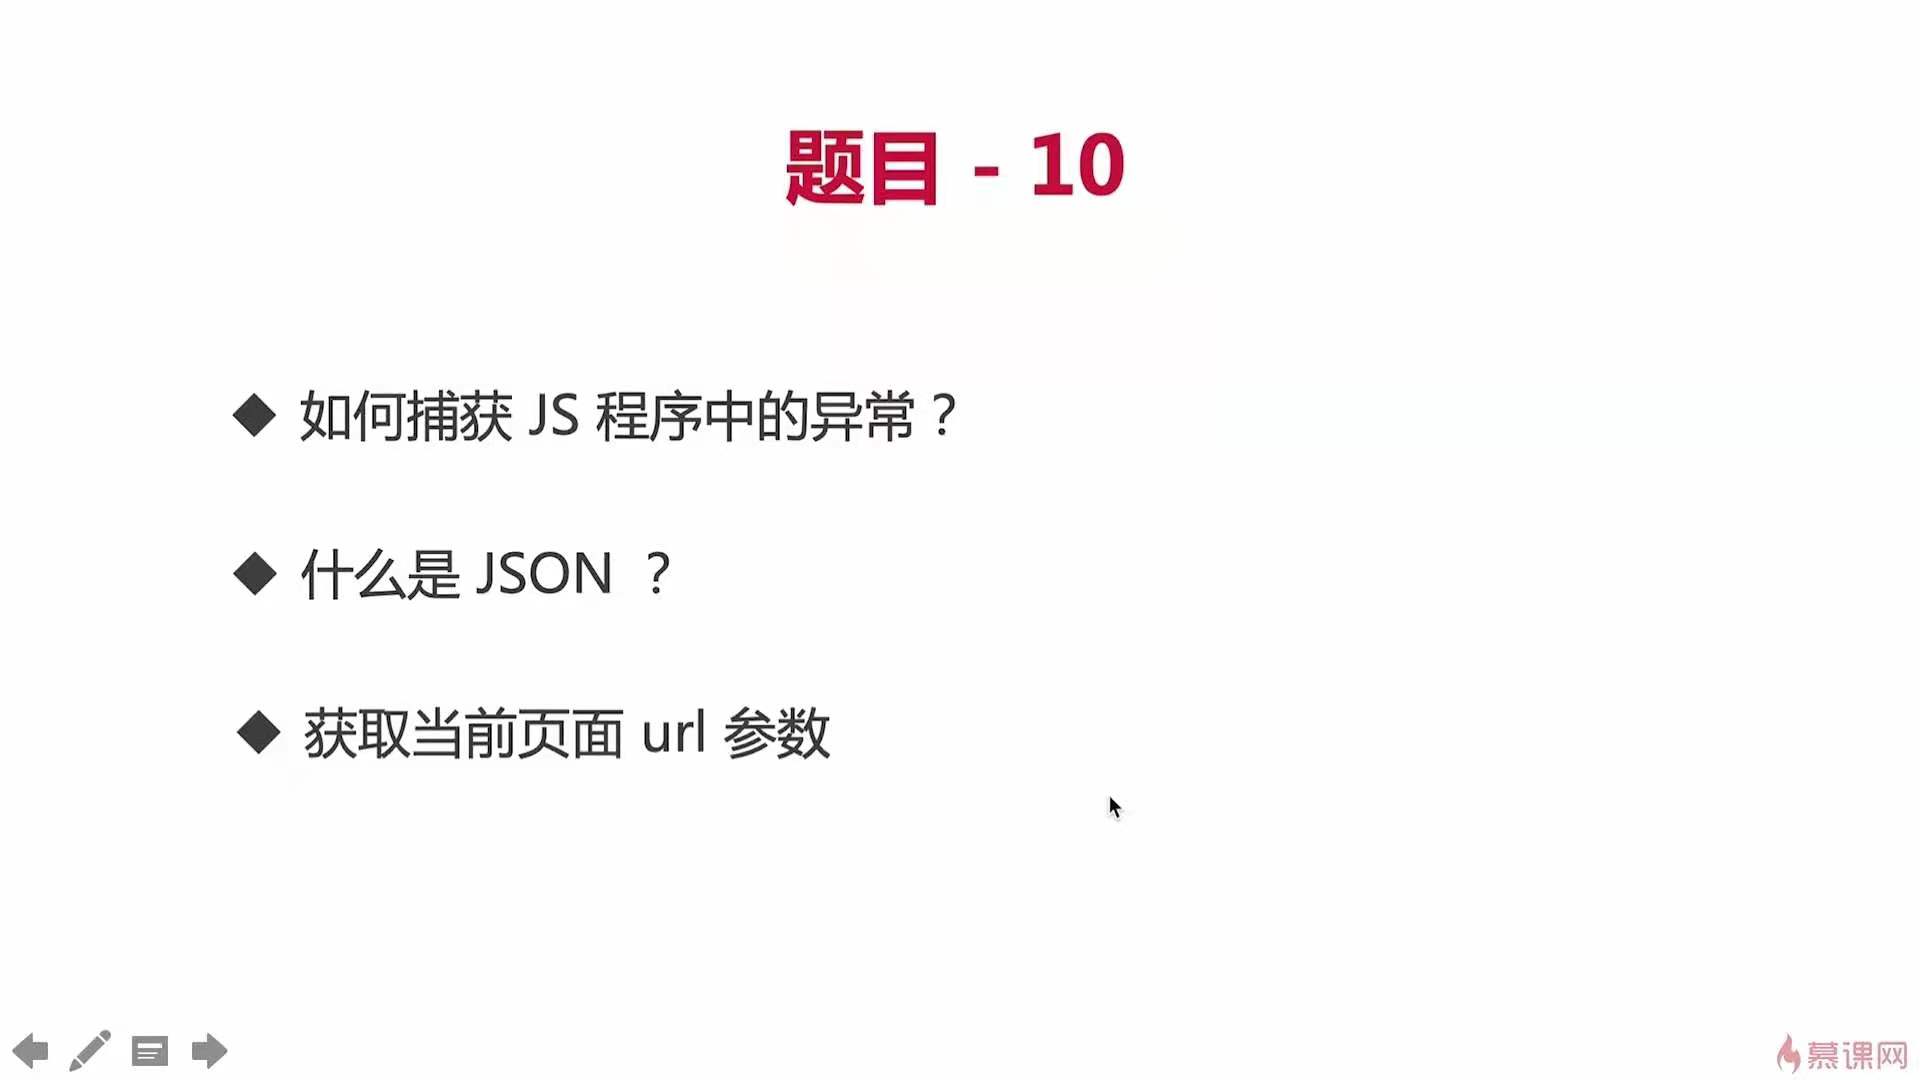 题目 - 10
◆ 如何捕获 JS 程序中的异常？
◆ 什么是 JSON ？
◆ 获取当前页面 url 参数
慕课网